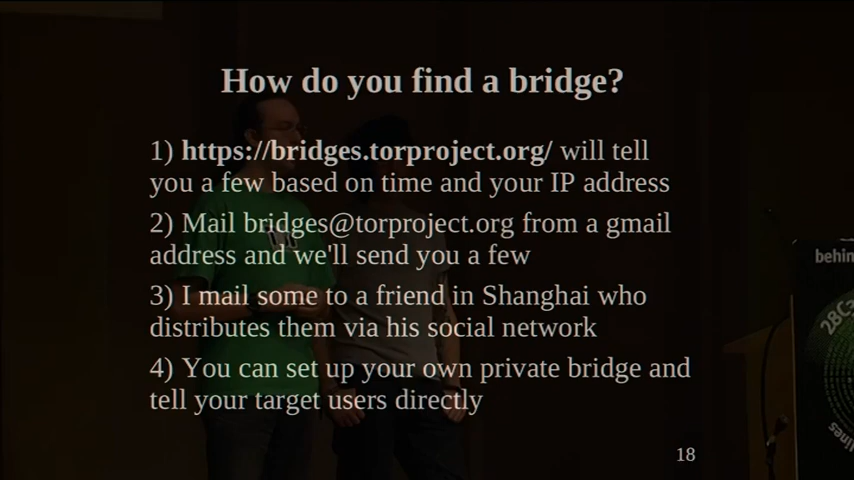 How do you find a bridge?
1) https://bridges.torproject.org/ will tell
you a few based on time and your IP address
2) Mail bridges@torproject.org from a gmail
address and we'll send you a few
3) I mail some to a friend in Shanghai who
distributes them via his social network
4) You can set up your own private bridge and
tell your target users directly
18
behin
28C3
lines